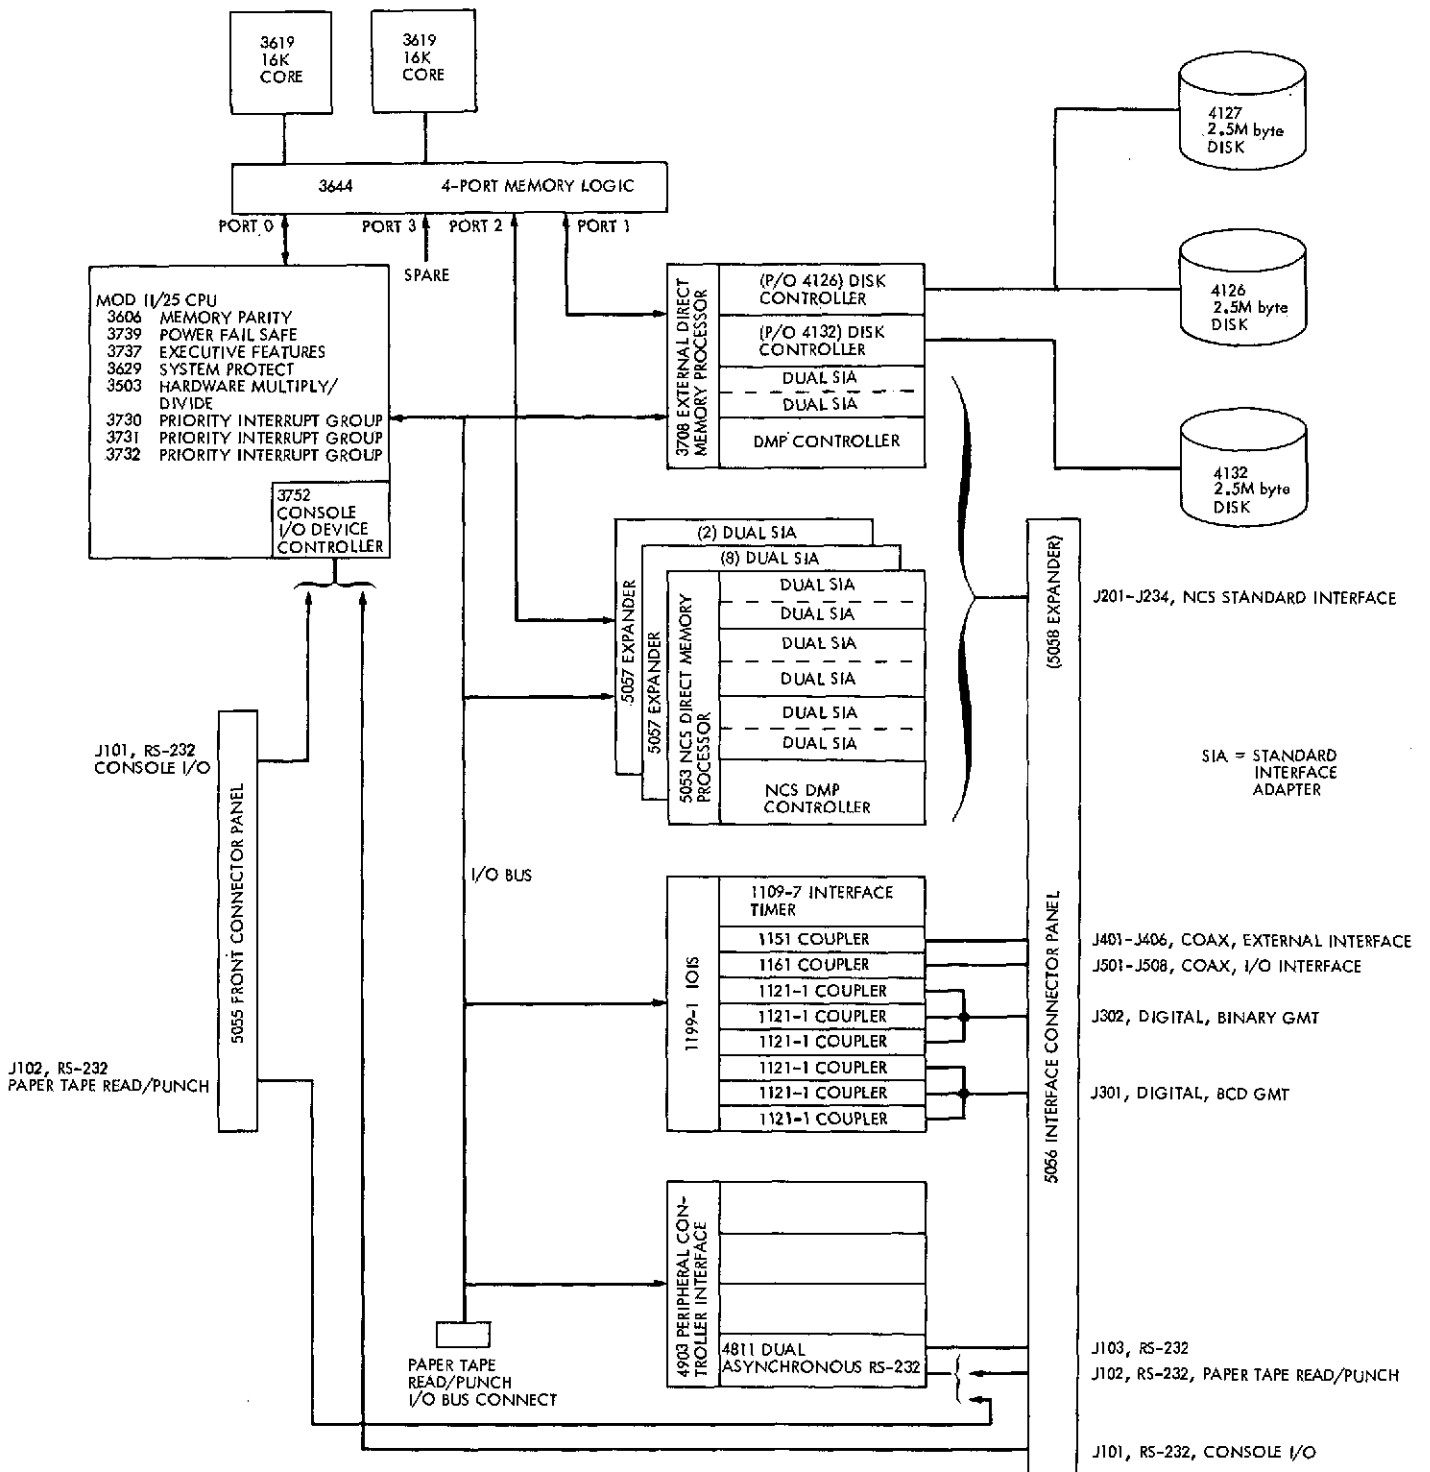 3619
16K
CORE
3619
16K
CORE
3644 4-PORT MEMORY LOGIC
PORT 0
PORT 3
PORT 2
PORT 1
SPARE
4127
2.5M byte
DISK
4126
2.5M byte
DISK
4132
2.5M byte
DISK
MOD II/25 CPU
3606 MEMORY PARITY
3739 POWER FAIL SAFE
3737 EXECUTIVE FEATURES
3629 SYSTEM PROTECT
3503 HARDWARE MULTIPLY/
DIVIDE
3730 PRIORITY INTERRUPT GROUP
3731 PRIORITY INTERRUPT GROUP
3732 PRIORITY INTERRUPT GROUP
3752
CONSOLE
I/O DEVICE
CONTROLLER
3708 EXTERNAL DIRECT
MEMORY PROCESSOR
(P/O 4126) DISK
CONTROLLER
(P/O 4132) DISK
CONTROLLER
DUAL SIA
DUAL SIA
DMP CONTROLLER
(2) DUAL SIA
(8) DUAL SIA
5057 EXPANDER
5057 EXPANDER
5053 NCS DIRECT MEMORY
PROCESSOR
DUAL SIA
DUAL SIA
DUAL SIA
DUAL SIA
DUAL SIA
DUAL SIA
NCS DMP
CONTROLLER
(5058 EXPANDER)
5056 INTERFACE CONNECTOR PANEL
J201-J234, NCS STANDARD INTERFACE
SIA = STANDARD
INTERFACE
ADAPTER
J101, RS-232
CONSOLE I/O
5055 FRONT CONNECTOR PANEL
J102, RS-232
PAPER TAPE READ/PUNCH
I/O BUS
1199-1 IOIS
1109-7 INTERFACE
TIMER
1151 COUPLER
1161 COUPLER
1121-1 COUPLER
1121-1 COUPLER
1121-1 COUPLER
1121-1 COUPLER
1121-1 COUPLER
1121-1 COUPLER
J401-J406, COAX, EXTERNAL INTERFACE
J501-J508, COAX, I/O INTERFACE
J302, DIGITAL, BINARY GMT
J301, DIGITAL, BCD GMT
4903 PERIPHERAL CON-
TROLLER INTERFACE
4811 DUAL
ASYNCHRONOUS RS-232
PAPER TAPE
READ/PUNCH
I/O BUS CONNECT
J103, RS-232
J102, RS-232, PAPER TAPE READ/PUNCH
J101, RS-232, CONSOLE I/O